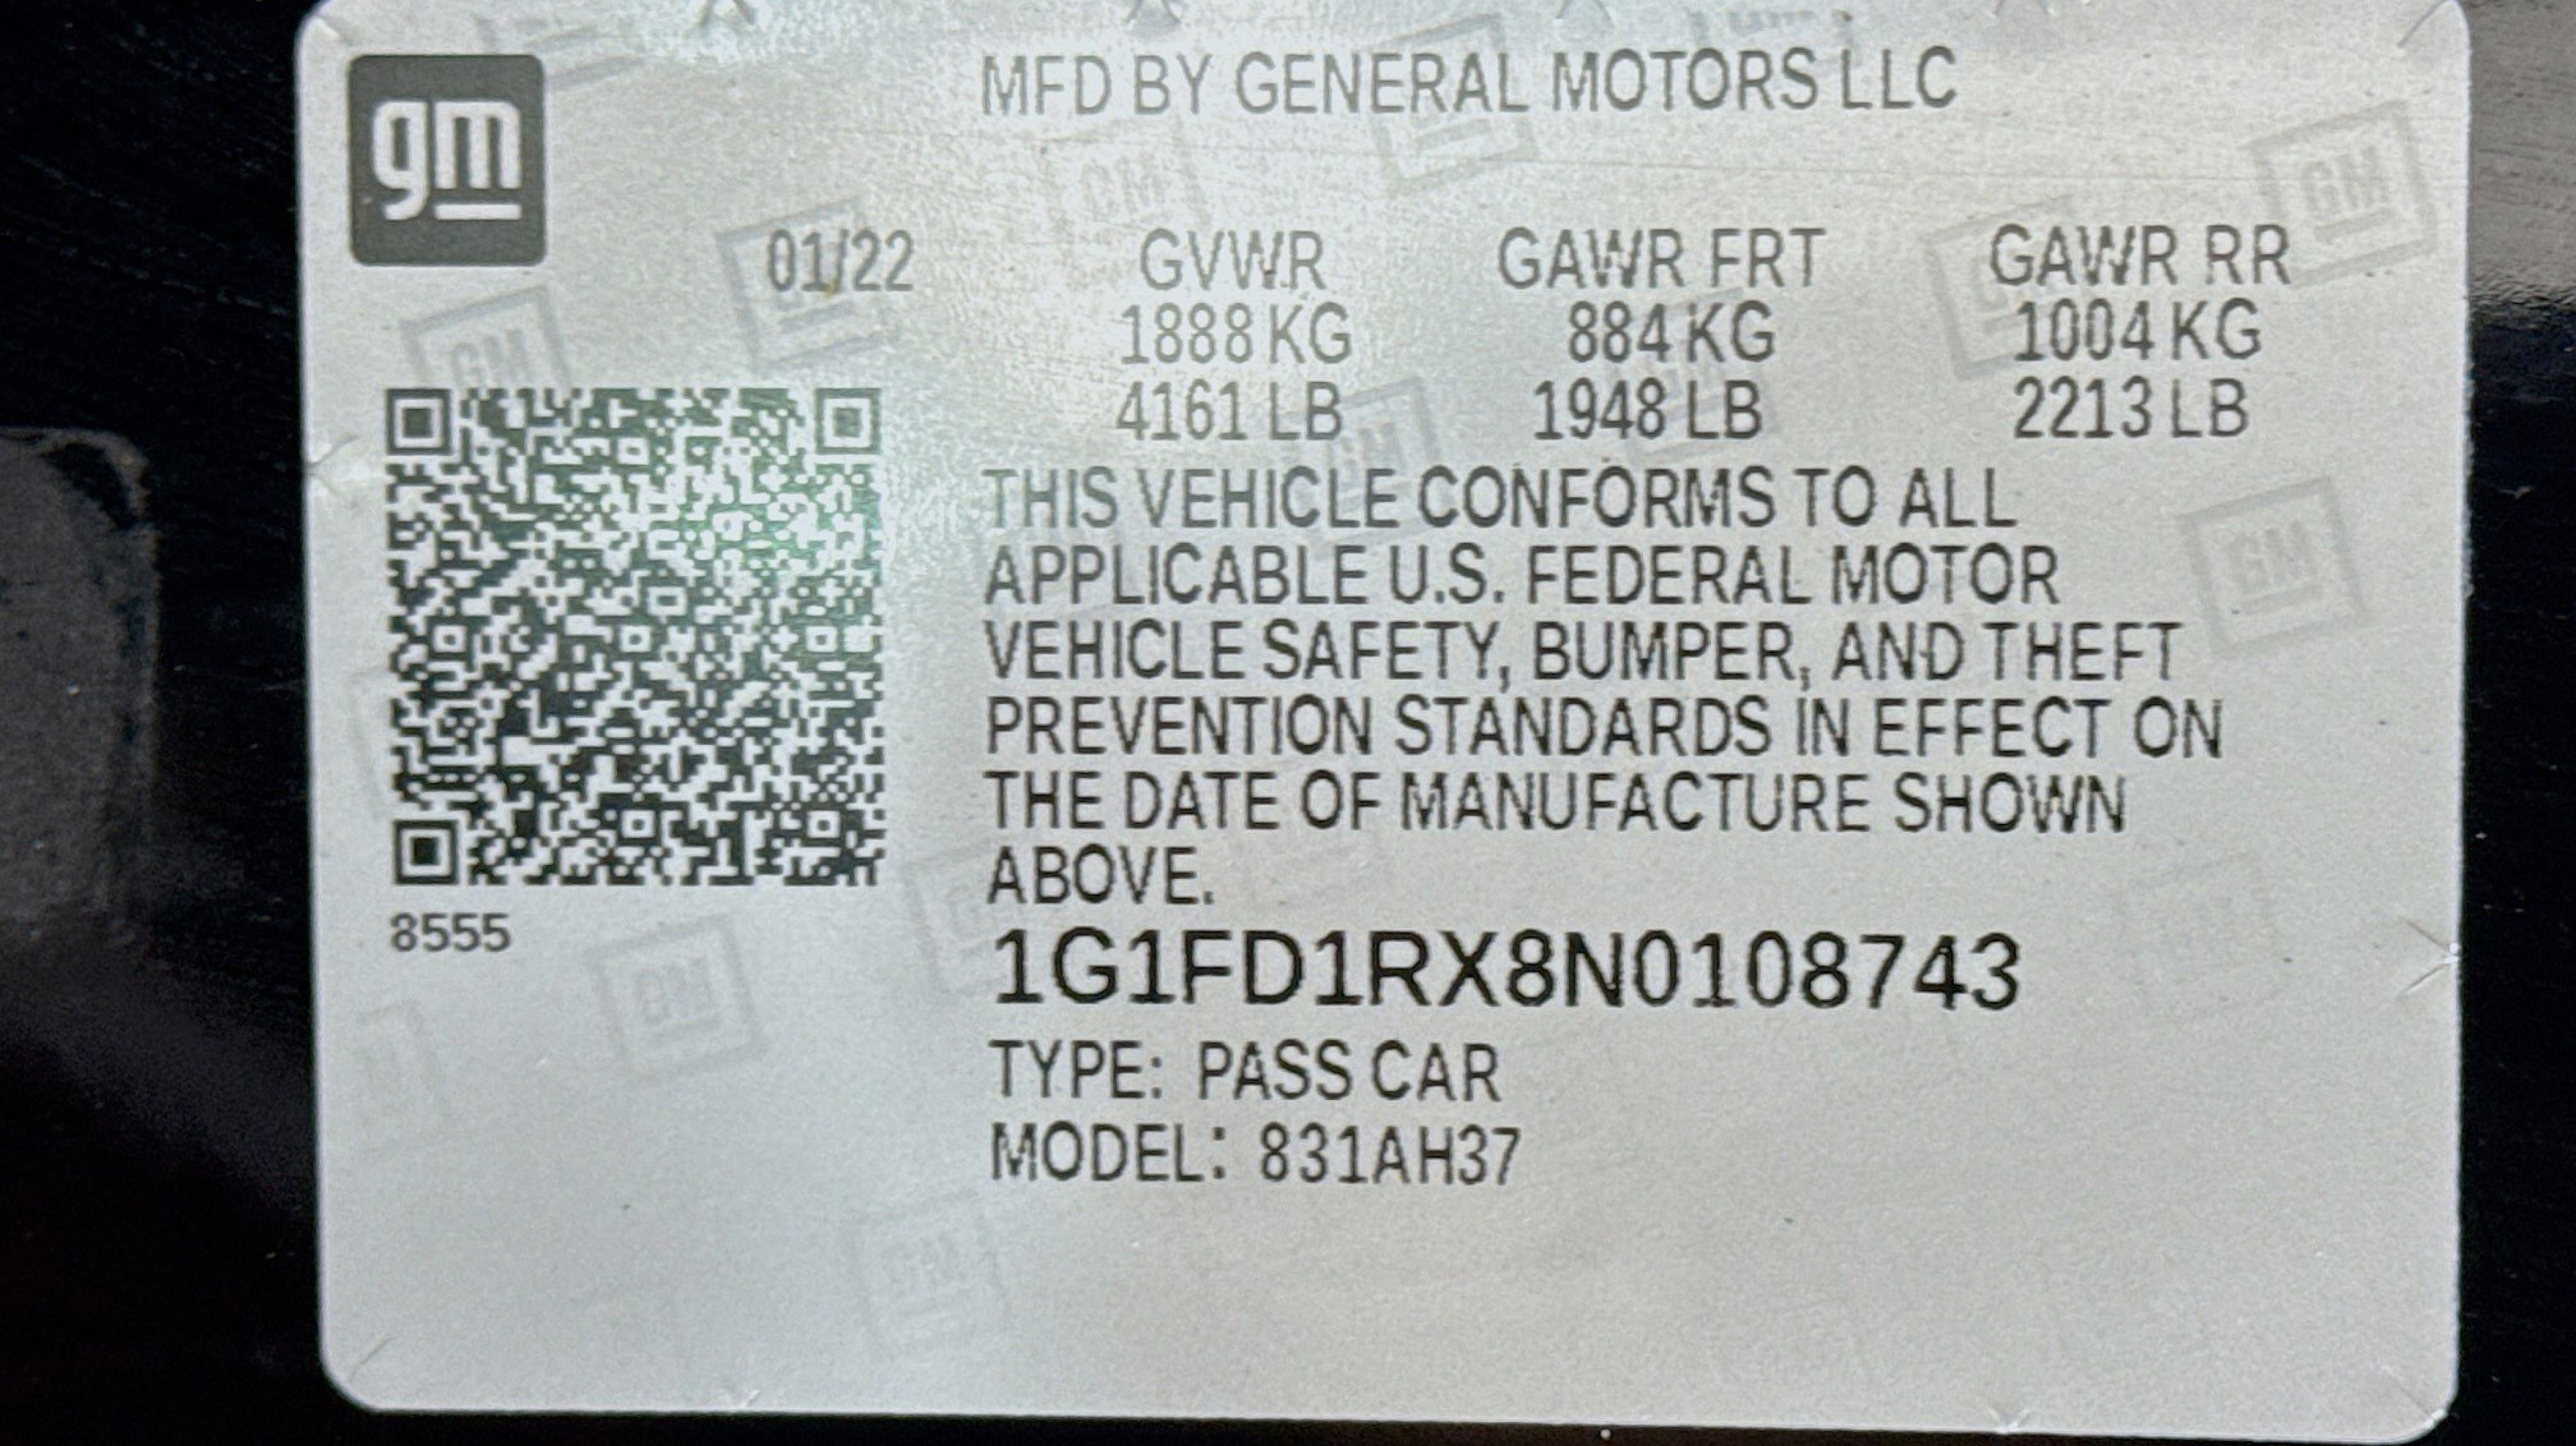 gm
MFD BY GENERAL MOTORS LLC
01/22 GVWR GAWR FRT GAWR RR
1888 KG 884 KG 1004 KG
4161 LB 1948 LB 2213 LB
THIS VEHICLE CONFORMS TO ALL
APPLICABLE U.S. FEDERAL MOTOR
VEHICLE SAFETY, BUMPER, AND THEFT
PREVENTION STANDARDS IN EFFECT ON
THE DATE OF MANUFACTURE SHOWN
ABOVE.
8555
1G1FD1RX8N0108743
TYPE: PASS CAR
MODEL: 831AH37